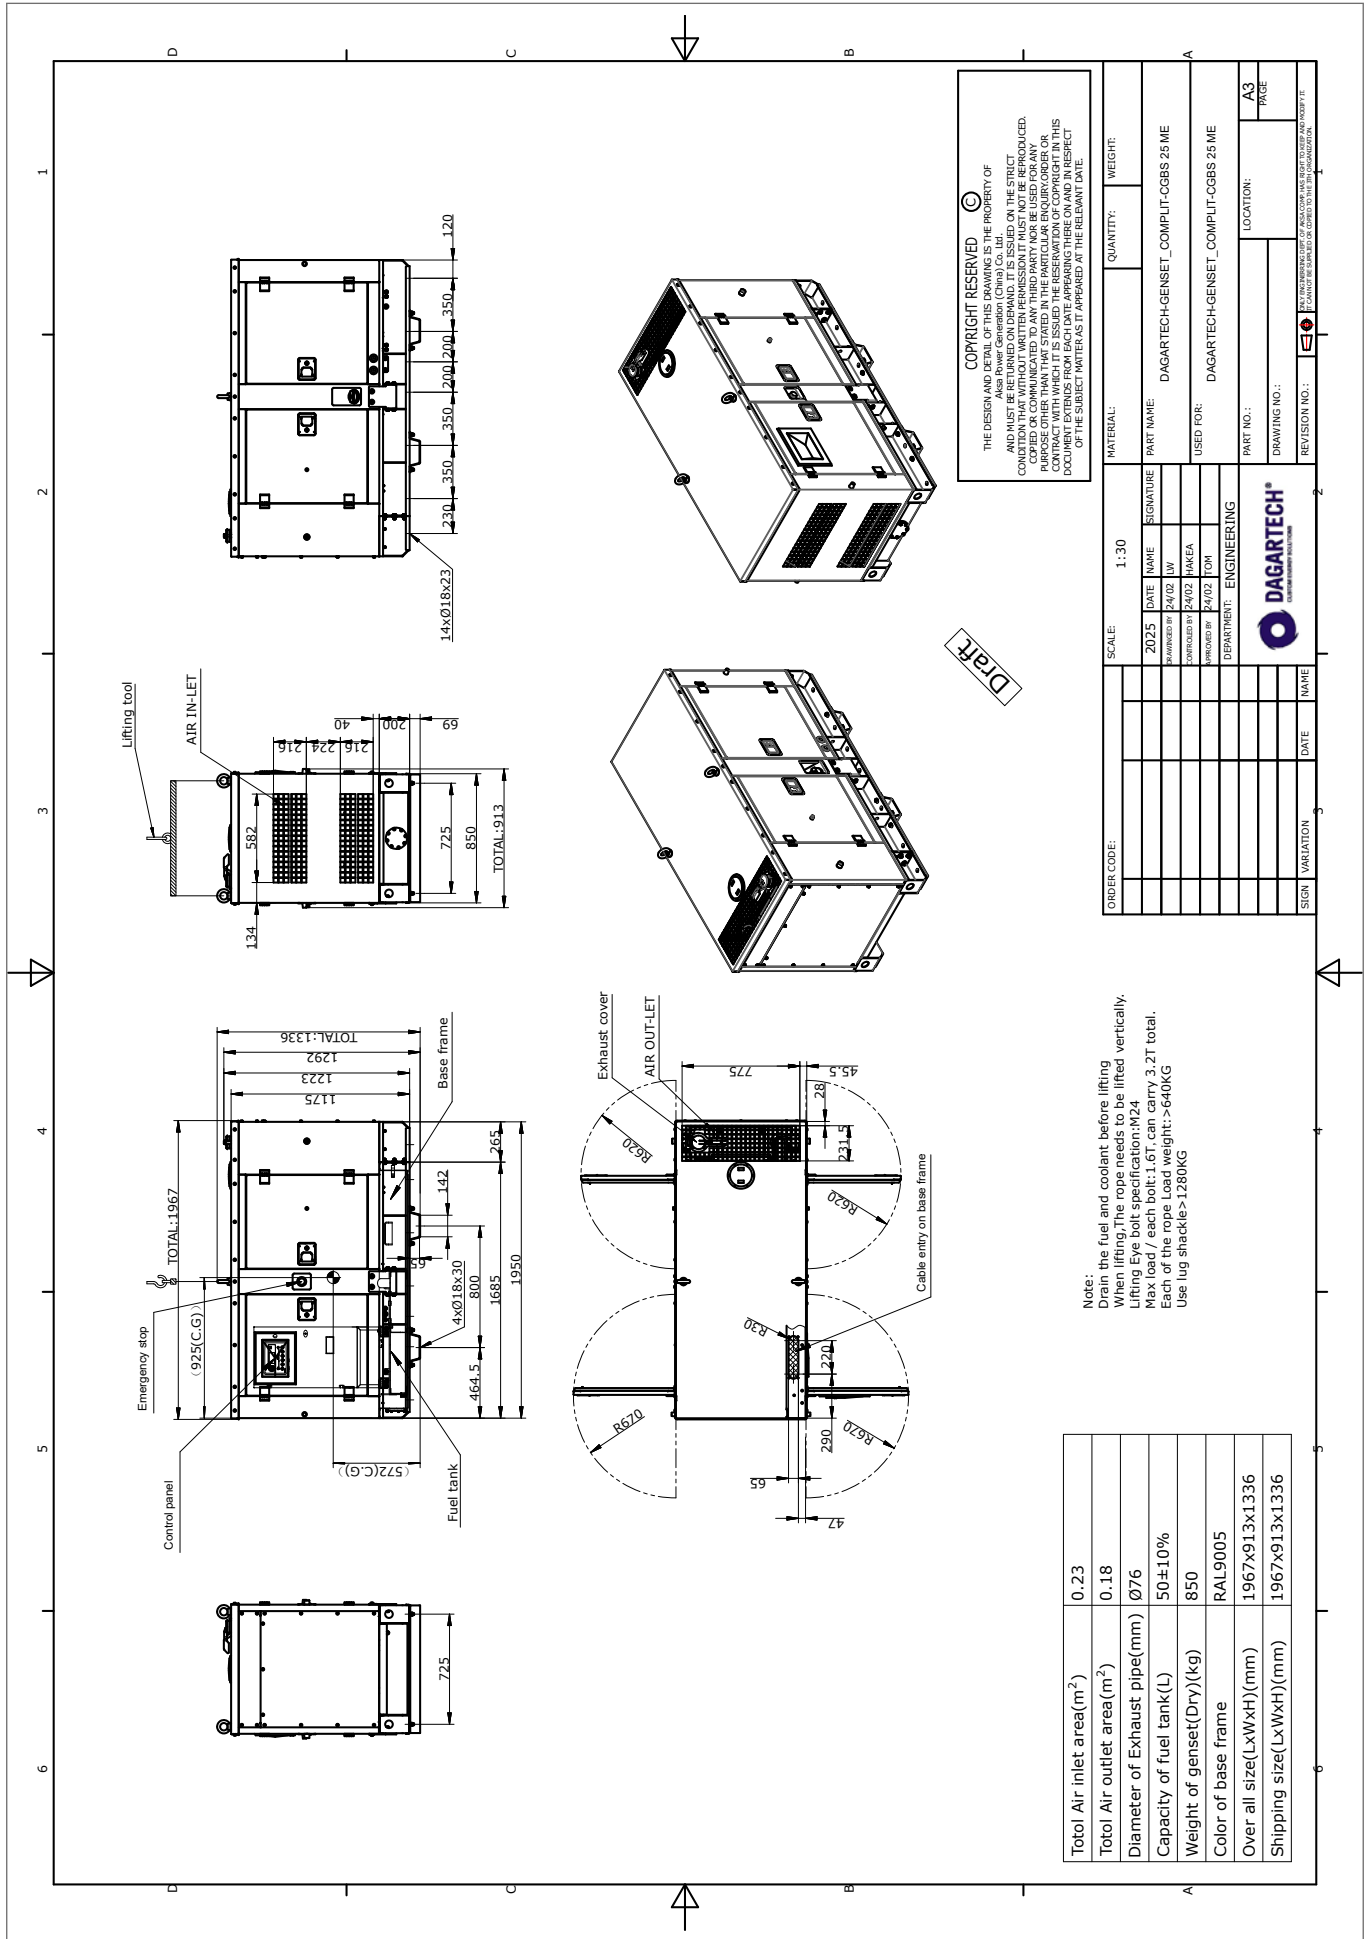 6
5
4
3
2
1
D
C
B
A
725
Control panel
Emergency stop
(925(C.G))
TOTAL:1967
TOTAL:1336
1292
1223
1175
(572(C.G))
Fuel tank
Base frame
65
142
265
4xØ18x30
464.5
800
1685
1950
Lifting tool
AIR IN-LET
134
582
216
224
216
40
200
69
725
850
TOTAL:913
14xØ18x23
230
350
350
200
200
350
120
Exhaust cover
AIR OUT-LET
R670
R620
R670
R620
R30
775
45.5
28
231.5
220
290
65
47
Cable entry on base frame
Draft
COPYRIGHT RESERVED ©
THE DESIGN AND DETAIL OF THIS DRAWING IS THE PROPERTY OF
Aksa Power Generation (China) Co. Ltd.
AND MUST BE RETURNED ON DEMAND. IT IS ISSUED ON THE STRICT
CONDITION THAT WITHOUT WRITTEN PERMISSION IT MUST NOT BE REPRODUCED.
COPIED OR COMMUNICATED TO ANY THIRD PARTY NOR BE USED FOR ANY
PURPOSE OTHER THAN THAT STATED IN THE PARTICULAR ENQUIRY.ORDER OR
CONTRACT WITH WHICH IT IS ISSUED THE RESERVATION OF COPYRIGHT IN THIS
DOCUMENT EXTENDS FROM EACH DATE APPEARING THERE ON AND IN RESPECT
OF THE SUBJECT MATER AS IT APPEARED AT THE RELEVANT DATE.
Note:
Drain the fuel and coolant before lifting
When lifting,The rope needs to be lifted vertically.
Lifting Eye bolt specification:M24
Max load / each bolt:1.6T, can carry 3.2T total.
Each of the rope Load weight:>640KG
Use lug shackle>1280KG
Totol Air inlet area(m²) 0.23
Totol Air outlet area(m²) 0.18
Diameter of Exhaust pipe(mm) Ø76
Capacity of fuel tank(L) 50±10%
Weight of genset(Dry)(kg) 850
Color of base frame RAL9005
Over all size(LxWxH)(mm) 1967x913x1336
Shipping size(LxWxH)(mm) 1967x913x1336
ORDER CODE:
SIGN VARIATION DATE NAME
SCALE: 1:30
2025 DATE NAME SIGNATURE
DRAWINGED BY 24/02 LW
CONTROLED BY 24/02 HAKEA
APPROVED BY 24/02 TOM
DEPARTMENT: ENGINEERING
DAGARTECH®
CUSTOM ENERGY SOLUTIONS
MATERIAL: QUANTITY: WEIGHT:
PART NAME: DAGARTECH-GENSET_COMPLIT-CGBS 25 ME
USED FOR: DAGARTECH-GENSET_COMPLIT-CGBS 25 ME
PART NO.: LOCATION: A3
PAGE
DRAWING NO.:
REVISION NO.:
6
5
4
3
2
1
D
C
B
A